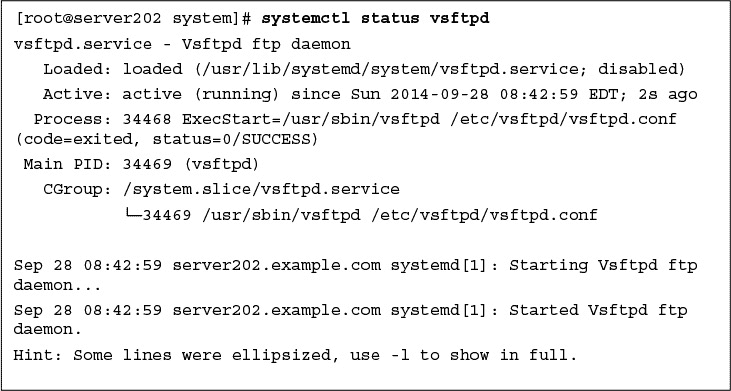 [root@server202 system]# systemctl status vsftpd
vsftpd.service - Vsftpd ftp daemon
   Loaded: loaded (/usr/lib/systemd/system/vsftpd.service; disabled)
   Active: active (running) since Sun 2014-09-28 08:42:59 EDT; 2s ago
  Process: 34468 ExecStart=/usr/sbin/vsftpd /etc/vsftpd/vsftpd.conf
(code=exited, status=0/SUCCESS)
 Main PID: 34469 (vsftpd)
   CGroup: /system.slice/vsftpd.service
           └─34469 /usr/sbin/vsftpd /etc/vsftpd/vsftpd.conf
Sep 28 08:42:59 server202.example.com systemd[1]: Starting Vsftpd ftp
daemon...
Sep 28 08:42:59 server202.example.com systemd[1]: Started Vsftpd ftp
daemon.
Hint: Some lines were ellipsized, use -l to show in full.